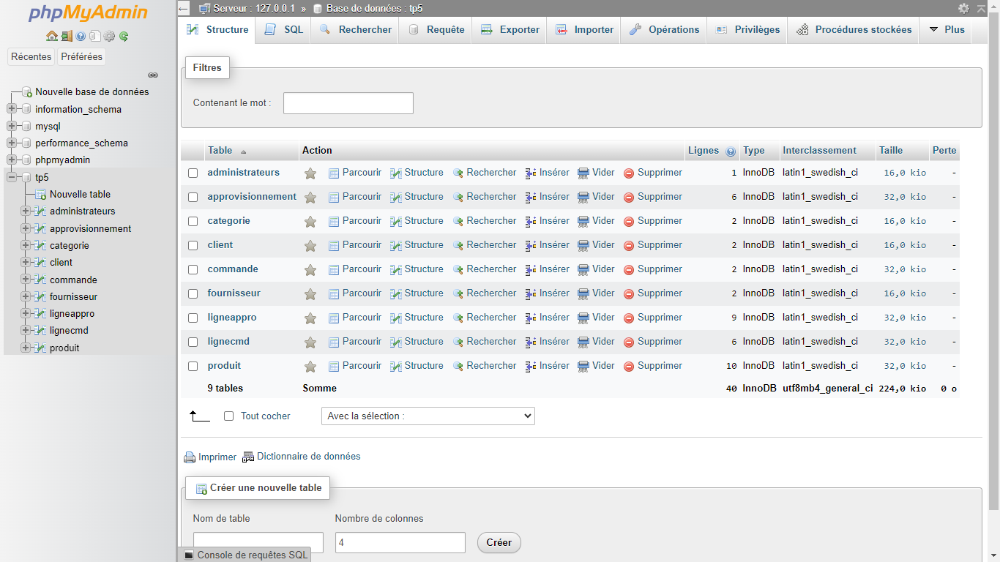 phpMyAdmin
Récentes Préférées
Nouvelle base de données
information_schema
mysql
performance_schema
phpmyadmin
tp5
Nouvelle table
administrateurs
approvisionnement
categorie
client
commande
fournisseur
ligneappro
lignecmd
produit
Serveur : 127.0.0.1 » Base de données : tp5
Structure SQL Rechercher Requête Exporter Importer Opérations Privilèges Procédures stockées Plus
Filtres
Contenant le mot :
Table Action Lignes Type Interclassement Taille Perte
administrateurs Parcourir Structure Rechercher Insérer Vider Supprimer 1 InnoDB latin1_swedish_ci 16,0 kio -
approvisionnement Parcourir Structure Rechercher Insérer Vider Supprimer 6 InnoDB latin1_swedish_ci 32,0 kio -
categorie Parcourir Structure Rechercher Insérer Vider Supprimer 2 InnoDB latin1_swedish_ci 16,0 kio -
client Parcourir Structure Rechercher Insérer Vider Supprimer 2 InnoDB latin1_swedish_ci 16,0 kio -
commande Parcourir Structure Rechercher Insérer Vider Supprimer 2 InnoDB latin1_swedish_ci 32,0 kio -
fournisseur Parcourir Structure Rechercher Insérer Vider Supprimer 2 InnoDB latin1_swedish_ci 16,0 kio -
ligneappro Parcourir Structure Rechercher Insérer Vider Supprimer 9 InnoDB latin1_swedish_ci 32,0 kio -
lignecmd Parcourir Structure Rechercher Insérer Vider Supprimer 6 InnoDB latin1_swedish_ci 32,0 kio -
produit Parcourir Structure Rechercher Insérer Vider Supprimer 10 InnoDB latin1_swedish_ci 32,0 kio -
9 tables Somme 40 InnoDB utf8mb4_general_ci 224,0 kio 0 o
Tout cocher Avec la sélection :
Imprimer Dictionnaire de données
Créer une nouvelle table
Nom de table Nombre de colonnes
4 Créer
Console de requêtes SQL